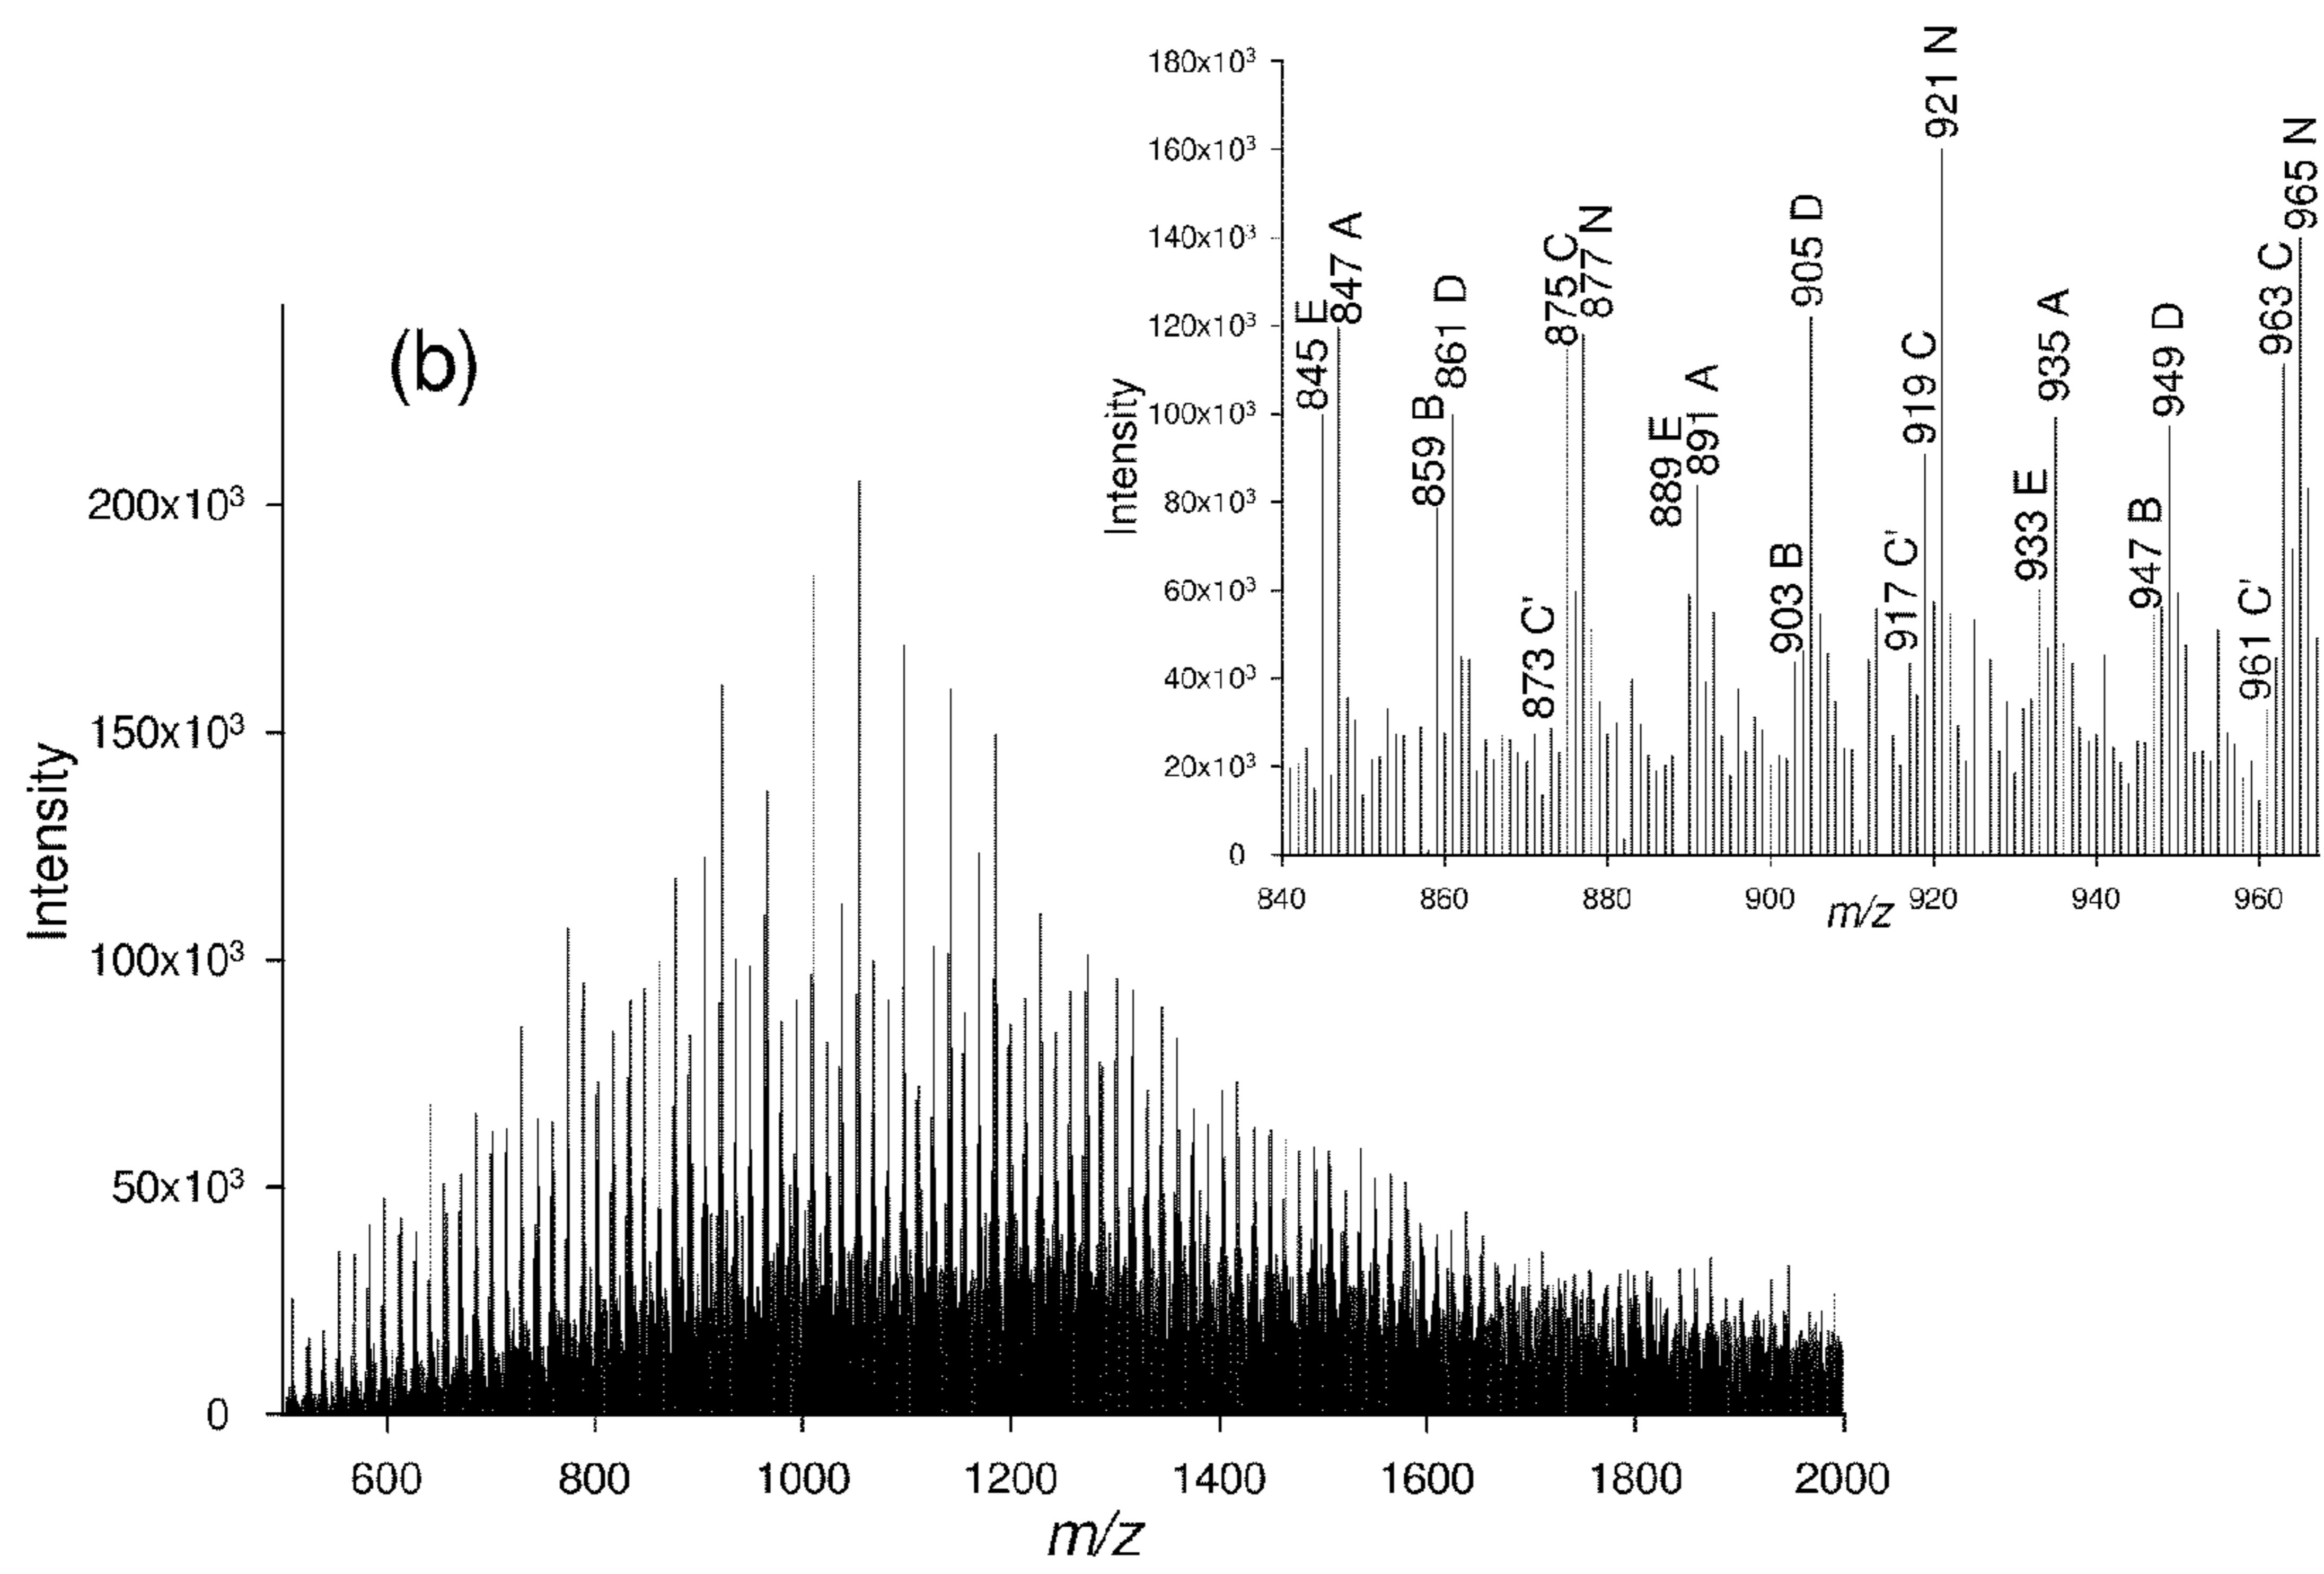 (b)
Intensity
200x10³
150x10³
100x10³
50x10³
0
600 800 1000 1200 1400 1600 1800 2000
m/z
Intensity
180x10³
160x10³
140x10³
120x10³
100x10³
80x10³
60x10³
40x10³
20x10³
0
845 E
847 A
859 B
861 D
873 C'
875 C
877 N
889 E
891 A
903 B
905 D
917 C'
919 C
921 N
933 E
935 A
947 B
949 D
961 C'
963 C
965 N
840 860 880 900 920 940 960
m/z